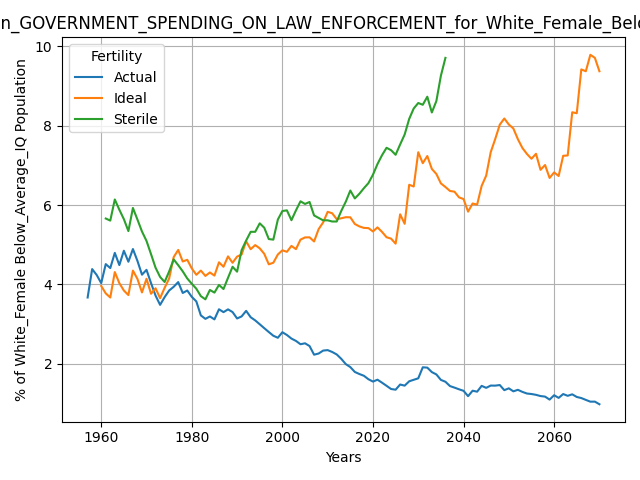 n_GOVERNMENT_SPENDING_ON_LAW_ENFORCEMENT_for_White_Female_Belo
% of White_Female Below_Average_IQ Population
10
8
6
4
2
Fertility
Actual
Ideal
Sterile
1960 1980 2000 2020 2040 2060
Years